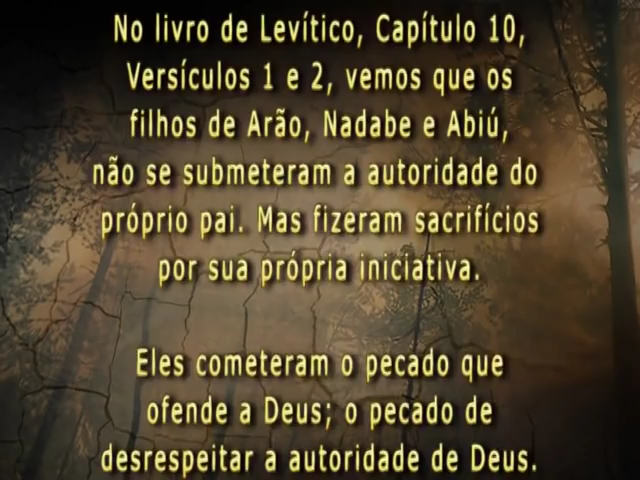 No livro de Levítico, Capítulo 10,
Versículos 1 e 2, vemos que os
filhos de Arão, Nadabe e Abiú,
não se submeteram a autoridade do
próprio pai. Mas fizeram sacrifícios
por sua própria iniciativa.
Eles cometeram o pecado que
ofende a Deus; o pecado de
desrespeitar a autoridade de Deus.